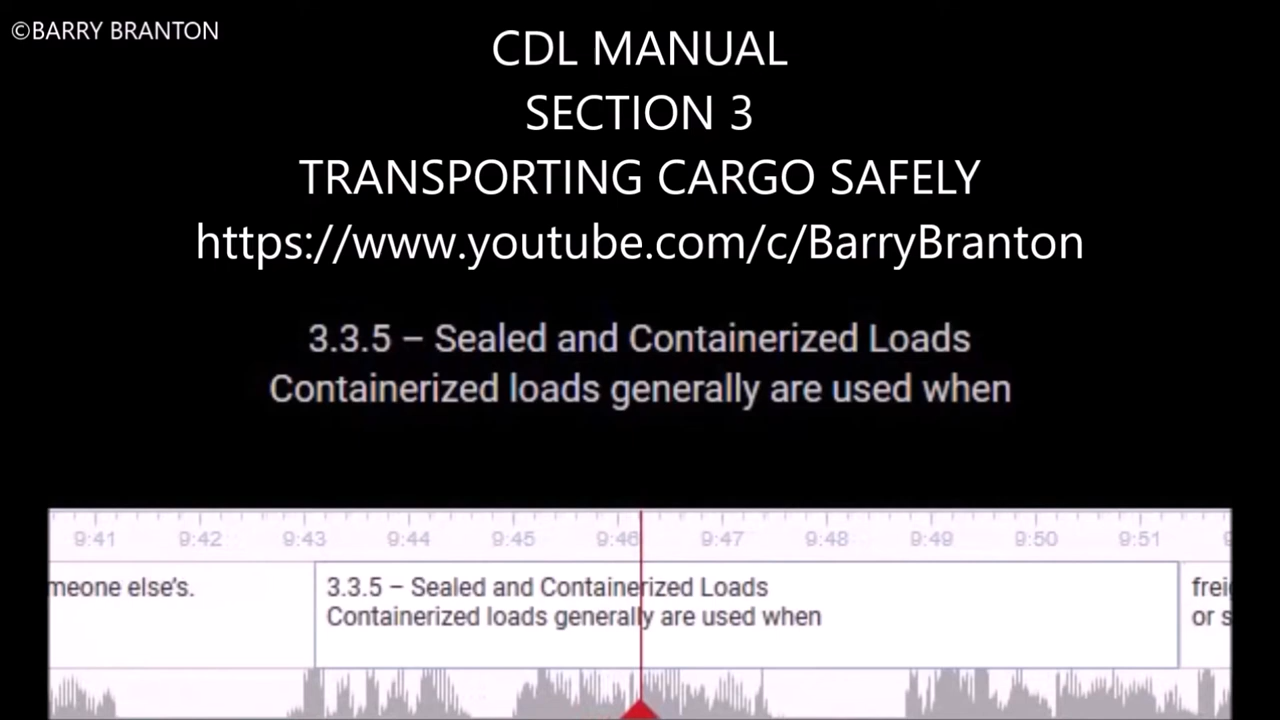 ©BARRY BRANTON
CDL MANUAL
SECTION 3
TRANSPORTING CARGO SAFELY
https://www.youtube.com/c/BarryBranton
3.3.5 – Sealed and Containerized Loads
Containerized loads generally are used when
9:41 9:42 9:43 9:44 9:45 9:46 9:47 9:48 9:49 9:50 9:51
meone else's.
3.3.5 – Sealed and Containerized Loads
Containerized loads generally are used when
frei
or s